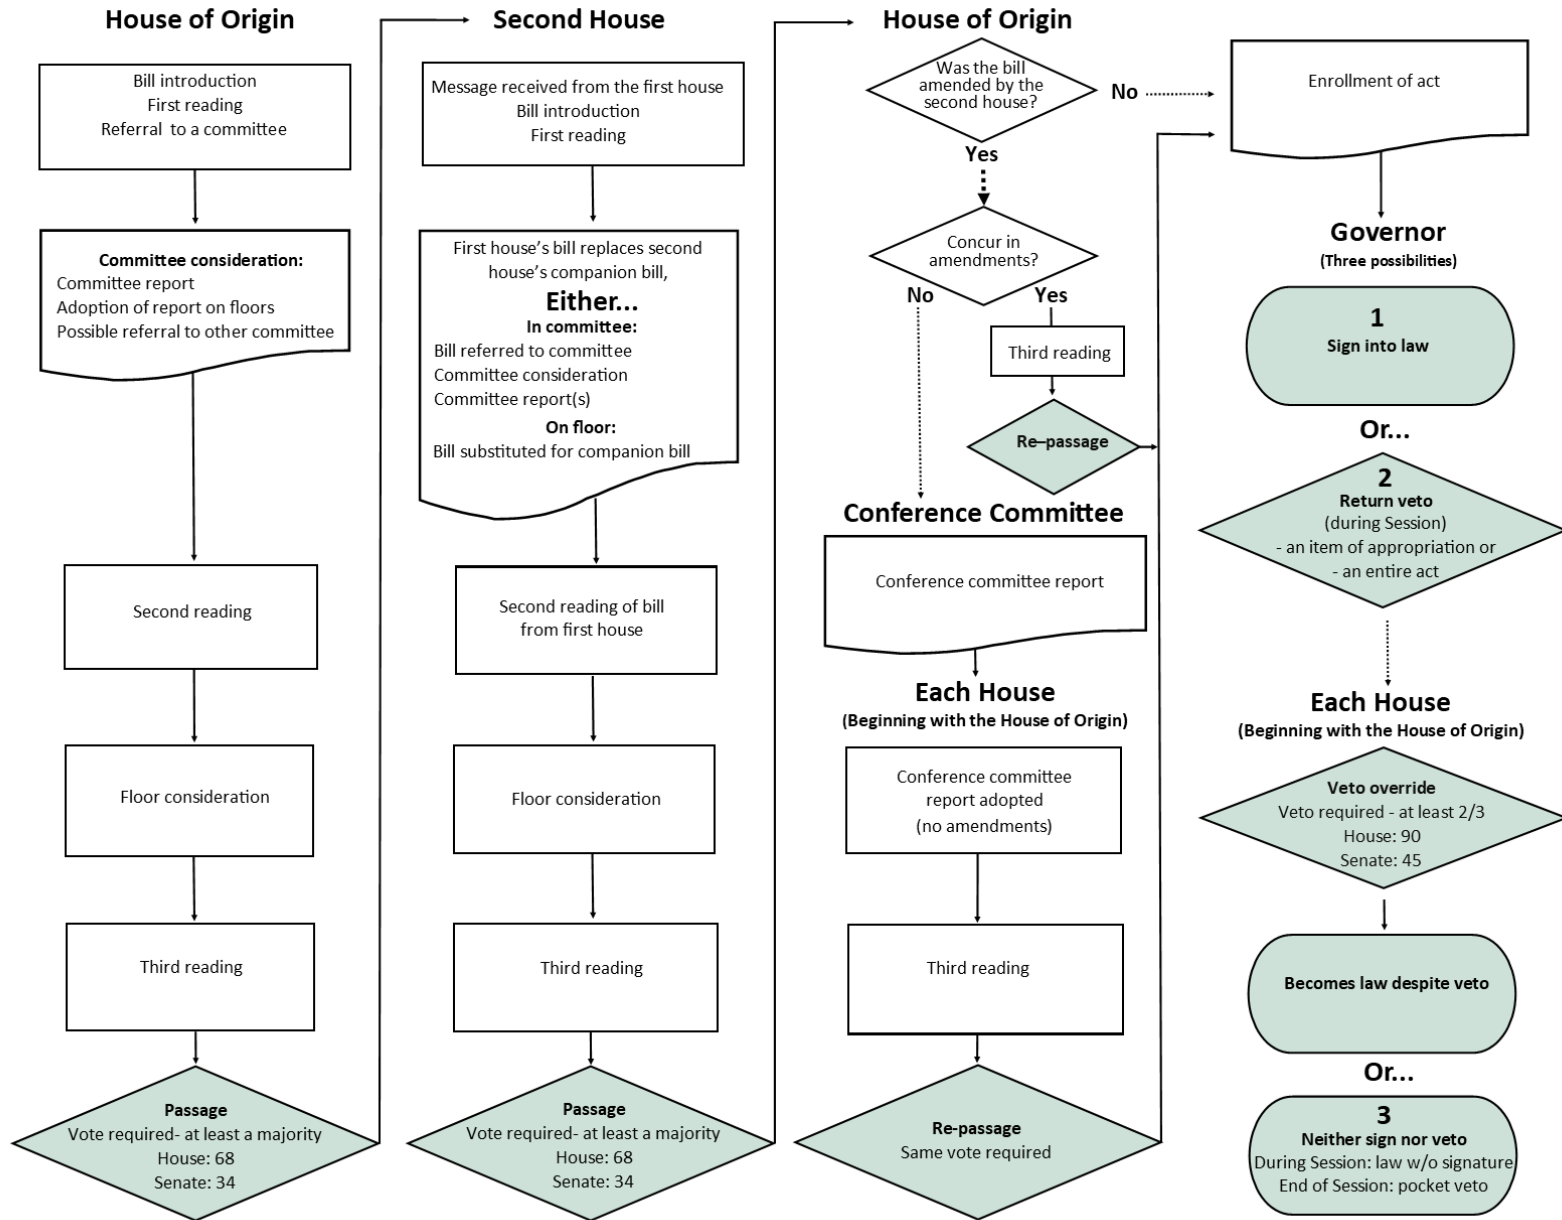 House of Origin
Bill introduction
First reading
Referral to a committee
Committee consideration:
Committee report
Adoption of report on floors
Possible referral to other committee
Second reading
Floor consideration
Third reading
Passage
Vote required- at least a majority
House: 68
Senate: 34
Second House
Message received from the first house
Bill introduction
First reading
First house's bill replaces second
house's companion bill,
Either...
In committee:
Bill referred to committee
Committee consideration
Committee report(s)
On floor:
Bill substituted for companion bill
Second reading of bill
from first house
Floor consideration
Third reading
Passage
Vote required- at least a majority
House: 68
Senate: 34
House of Origin
Was the bill
amended by the
second house?
No
Yes
Concur in
amendments?
No
Yes
Third reading
Re–passage
Conference Committee
Conference committee report
Each House
(Beginning with the House of Origin)
Conference committee
report adopted
(no amendments)
Third reading
Re-passage
Same vote required
Enrollment of act
Governor
(Three possibilities)
1
Sign into law
Or...
2
Return veto
(during Session)
- an item of appropriation or
- an entire act
Each House
(Beginning with the House of Origin)
Veto override
Veto required - at least 2/3
House: 90
Senate: 45
Becomes law despite veto
Or...
3
Neither sign nor veto
During Session: law w/o signature
End of Session: pocket veto